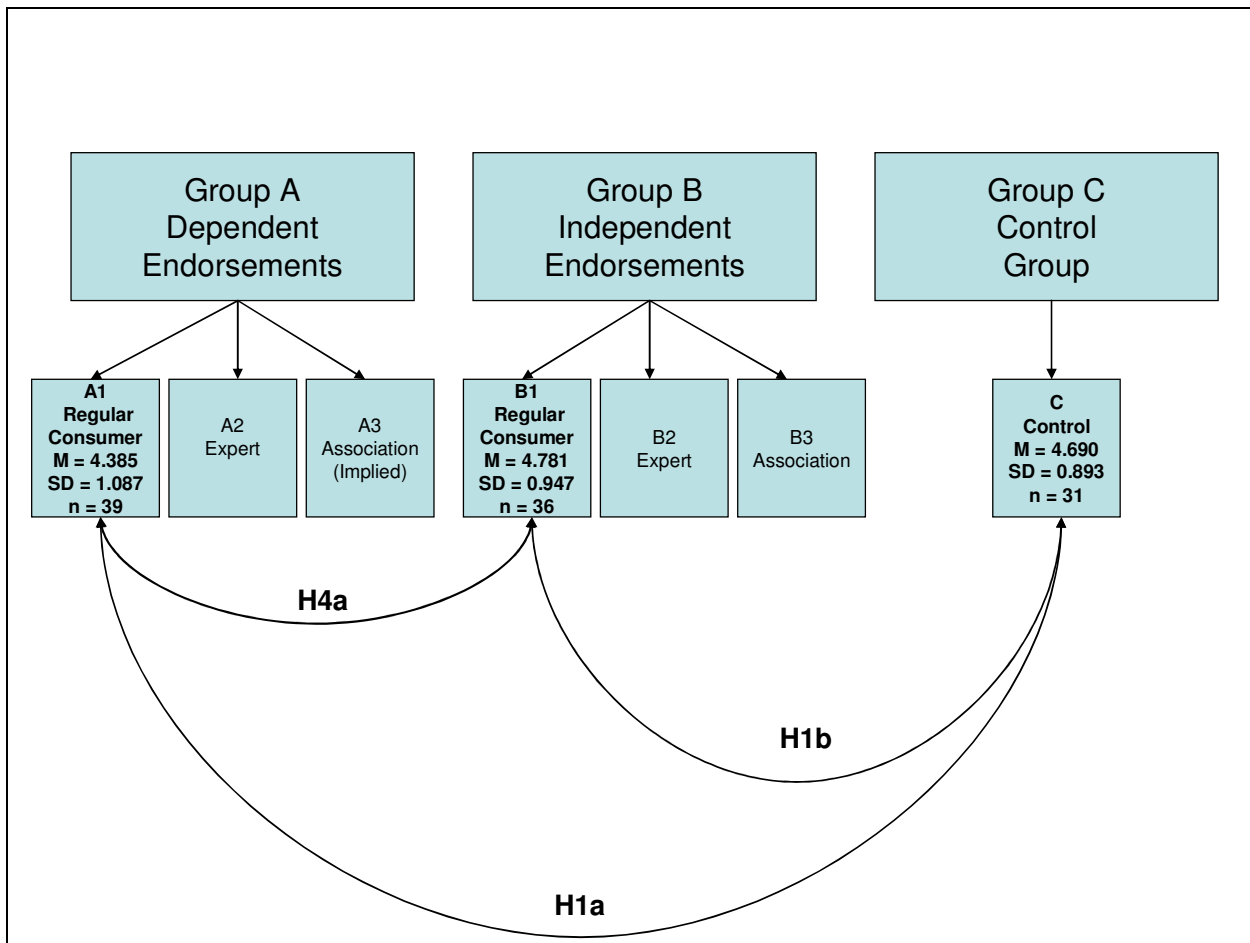 Group A
Dependent
Endorsements
Group B
Independent
Endorsements
Group C
Control
Group
A1
Regular
Consumer
M = 4.385
SD = 1.087
n = 39
A2
Expert
A3
Association
(Implied)
B1
Regular
Consumer
M = 4.781
SD = 0.947
n = 36
B2
Expert
B3
Association
C
Control
M = 4.690
SD = 0.893
n = 31
H4a
H1b
H1a